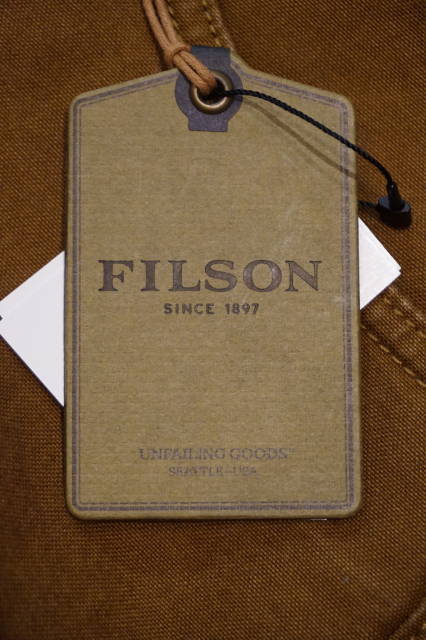 FILSON
SINCE 1897
"UNFAILING GOODS"
SEATTLE-USA